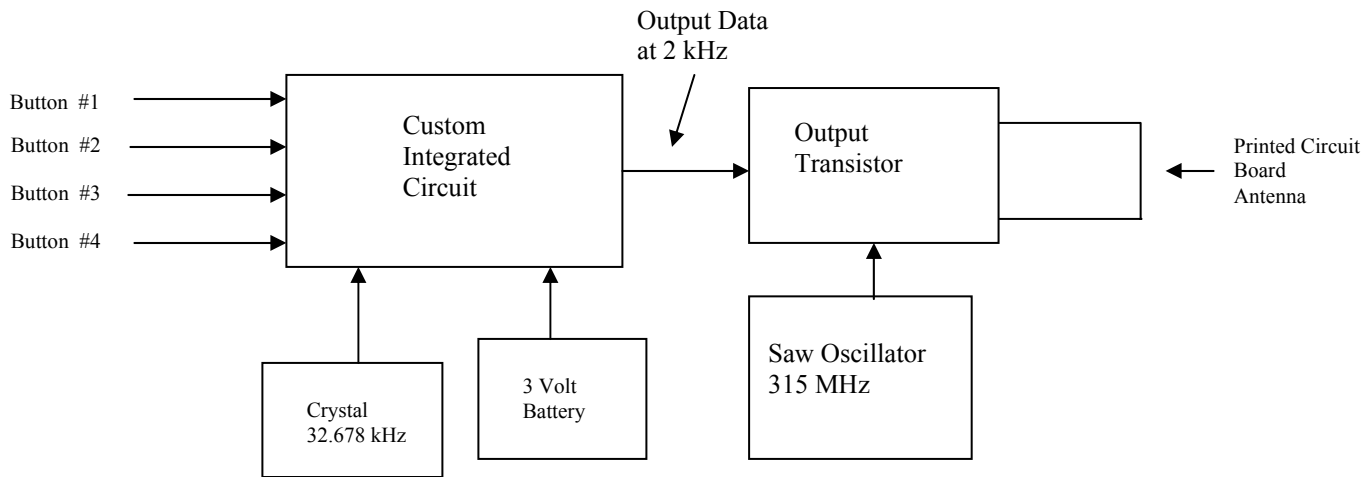 Output Data
at 2 kHz
Button #1
Button #2
Button #3
Button #4
Custom
Integrated
Circuit
Output
Transistor
Printed Circuit
Board
Antenna
Crystal
32.678 kHz
3 Volt
Battery
Saw Oscillator
315 MHz